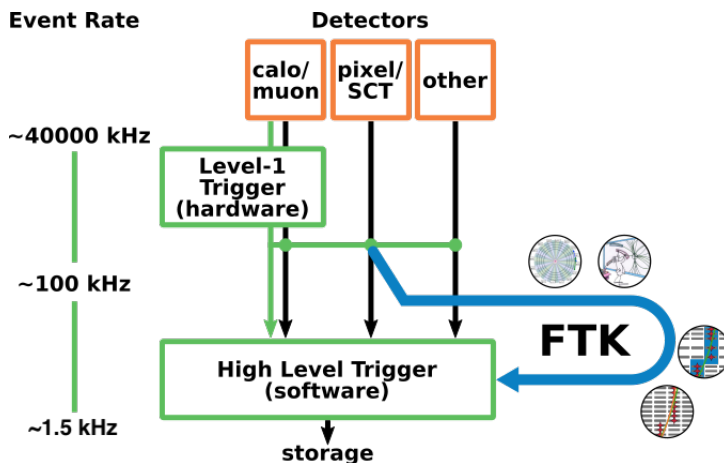 Event Rate
Detectors
calo/
muon
pixel/
SCT
other
~40000 kHz
Level-1
Trigger
(hardware)
~100 kHz
FTK
High Level Trigger
(software)
~1.5 kHz
storage